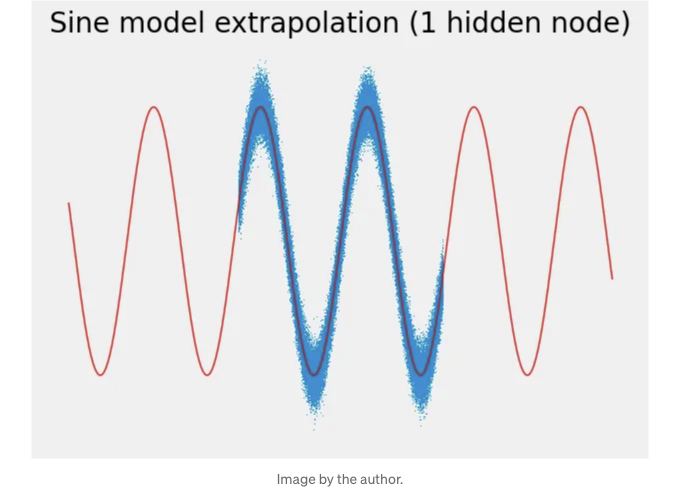 Sine model extrapolation (1 hidden node)
Image by the author.